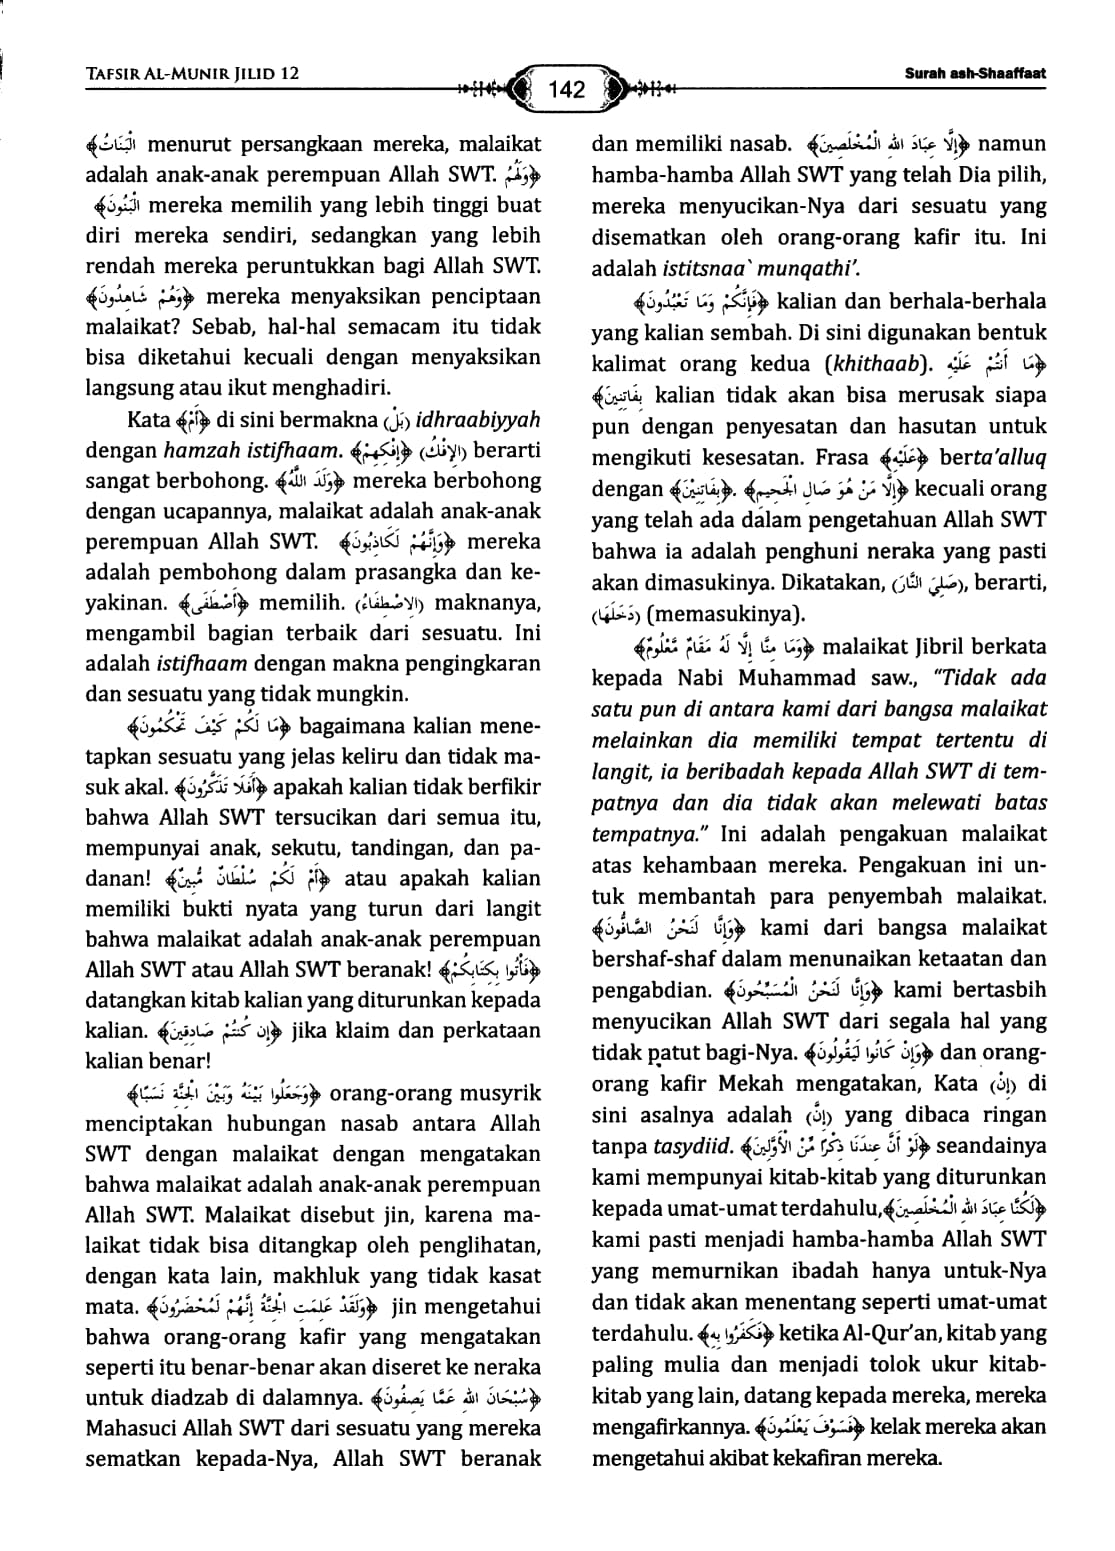 TAFSIR AL-MUNIR JILID 12
142
Surah ash-Shaaffaat
الْبَنَاتُ﴾ menurut persangkaan mereka, malaikat
adalah anak-anak perempuan Allah SWT. ﴿وَلَهُمُ
الْبَنُونَ﴾ mereka memilih yang lebih tinggi buat
diri mereka sendiri, sedangkan yang lebih
rendah mereka peruntukkan bagi Allah SWT.
﴿وَهُمْ شَاهِدُونَ﴾ mereka menyaksikan penciptaan
malaikat? Sebab, hal-hal semacam itu tidak
bisa diketahui kecuali dengan menyaksikan
langsung atau ikut menghadiri.
Kata ﴿أَمْ﴾ di sini bermakna (بَلْ) idhraabiyyah
dengan hamzah istifhaam. ﴿إِفْكِهِمْ﴾ (الإِفْكُ) berarti
sangat berbohong. ﴿وَلَدَ اللَّهُ﴾ mereka berbohong
dengan ucapannya, malaikat adalah anak-anak
perempuan Allah SWT. ﴿وَإِنَّهُمْ لَكَاذِبُونَ﴾ mereka
adalah pembohong dalam prasangka dan ke-
yakinan. ﴿أَصْطَفَى﴾ memilih. (الاصْطِفَاءُ) maknanya,
mengambil bagian terbaik dari sesuatu. Ini
adalah istifhaam dengan makna pengingkaran
dan sesuatu yang tidak mungkin.
﴿مَا لَكُمْ كَيْفَ تَحْكُمُونَ﴾ bagaimana kalian mene-
tapkan sesuatu yang jelas keliru dan tidak ma-
suk akal. ﴿أَفَلَا تَذَكَّرُونَ﴾ apakah kalian tidak berfikir
bahwa Allah SWT tersucikan dari semua itu,
mempunyai anak, sekutu, tandingan, dan pa-
danan! ﴿أَمْ لَكُمْ سُلْطَانٌ مُّبِينٌ﴾ atau apakah kalian
memiliki bukti nyata yang turun dari langit
bahwa malaikat adalah anak-anak perempuan
Allah SWT atau Allah SWT beranak! ﴿فَأْتُوا بِكِتَابِكُمْ﴾
datangkan kitab kalian yang diturunkan kepada
kalian. ﴿إِن كُنتُمْ صَادِقِينَ﴾ jika klaim dan perkataan
kalian benar!
﴿وَجَعَلُوا بَيْنَهُ وَبَيْنَ الْجِنَّةِ نَسَبًا﴾ orang-orang musyrik
menciptakan hubungan nasab antara Allah
SWT dengan malaikat dengan mengatakan
bahwa malaikat adalah anak-anak perempuan
Allah SWT. Malaikat disebut jin, karena ma-
laikat tidak bisa ditangkap oleh penglihatan,
dengan kata lain, makhluk yang tidak kasat
mata. ﴿وَلَقَدْ عَلِمَتِ الْجِنَّةُ إِنَّهُمْ لَمُحْضَرُونَ﴾ jin mengetahui
bahwa orang-orang kafir yang mengatakan
seperti itu benar-benar akan diseret ke neraka
untuk diadzab di dalamnya. ﴿سُبْحَانَ اللهِ عَمَّا يَصِفُونَ﴾
Mahasuci Allah SWT dari sesuatu yang mereka
sematkan kepada-Nya, Allah SWT beranak
dan memiliki nasab. ﴿إِلَّا عِبَادَ اللهِ الْمُخْلَصِينَ﴾ namun
hamba-hamba Allah SWT yang telah Dia pilih,
mereka menyucikan-Nya dari sesuatu yang
disematkan oleh orang-orang kafir itu. Ini
adalah istitsnaa` munqathi'.
﴿فَإِنَّكُمْ وَمَا تَعْبُدُونَ﴾ kalian dan berhala-berhala
yang kalian sembah. Di sini digunakan bentuk
kalimat orang kedua (khithaab). ﴿مَا أَنتُمْ عَلَيْهِ
بِفَاتِنِينَ﴾ kalian tidak akan bisa merusak siapa
pun dengan penyesatan dan hasutan untuk
mengikuti kesesatan. Frasa ﴿عَلَيْهِ﴾ berta'alluq
dengan ﴿بِفَاتِنِيْنَ﴾. ﴿إِلَّا مَنْ هُوَ صَالِ الْجَحِيمِ﴾ kecuali orang
yang telah ada dalam pengetahuan Allah SWT
bahwa ia adalah penghuni neraka yang pasti
akan dimasukinya. Dikatakan, (صَلِيَ النَّارَ), berarti,
(دَخَلَهَا) (memasukinya).
﴿وَمَا مِنَّا إِلَّا لَهُ مَقَامٌ مَّعْلُومٌ﴾ malaikat Jibril berkata
kepada Nabi Muhammad saw., “Tidak ada
satu pun di antara kami dari bangsa malaikat
melainkan dia memiliki tempat tertentu di
langit, ia beribadah kepada Allah SWT di tem-
patnya dan dia tidak akan melewati batas
tempatnya.” Ini adalah pengakuan malaikat
atas kehambaan mereka. Pengakuan ini un-
tuk membantah para penyembah malaikat.
﴿وَإِنَّا لَنَحْنُ الصَّافُّونَ﴾ kami dari bangsa malaikat
bershaf-shaf dalam menunaikan ketaatan dan
pengabdian. ﴿وَإِنَّا لَنَحْنُ الْمُسَبِّحُونَ﴾ kami bertasbih
menyucikan Allah SWT dari segala hal yang
tidak patut bagi-Nya. ﴿وَإِنْ كَانُوا لَيَقُولُونَ﴾ dan orang-
orang kafir Mekah mengatakan, Kata (إِنْ) di
sini asalnya adalah (إِنَّ) yang dibaca ringan
tanpa tasydiid. ﴿لَوْ أَنَّ عِندَنَا ذِكْرًا مِّنَ الْأَوَّلِينَ﴾ seandainya
kami mempunyai kitab-kitab yang diturunkan
kepada umat-umat terdahulu,﴿لَكُنَّا عِبَادَ اللهِ الْمُخْلَصِينَ﴾
kami pasti menjadi hamba-hamba Allah SWT
yang memurnikan ibadah hanya untuk-Nya
dan tidak akan menentang seperti umat-umat
terdahulu. ﴿فَكَفَرُوا بِهِ﴾ ketika Al-Qur'an, kitab yang
paling mulia dan menjadi tolok ukur kitab-
kitab yang lain, datang kepada mereka, mereka
mengafirkannya. ﴿فَسَوْفَ يَعْلَمُونَ﴾ kelak mereka akan
mengetahui akibat kekafiran mereka.